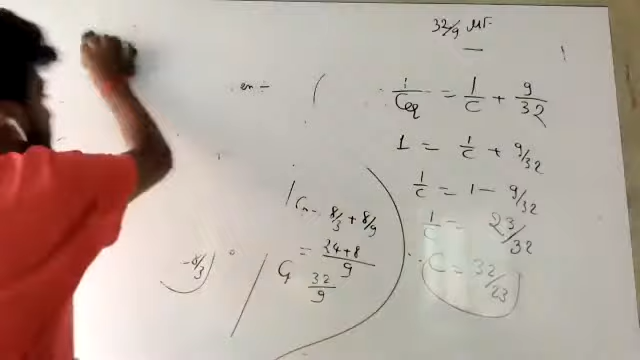 32/9 μF
1/Ceq = 1/C + 9/32
1 = 1/C + 9/32
1/C = 1 - 9/32
1/C = 23/32
∴ C = 32/23
8/3 + 8/9
= 24+8/9
32/9
-8/3